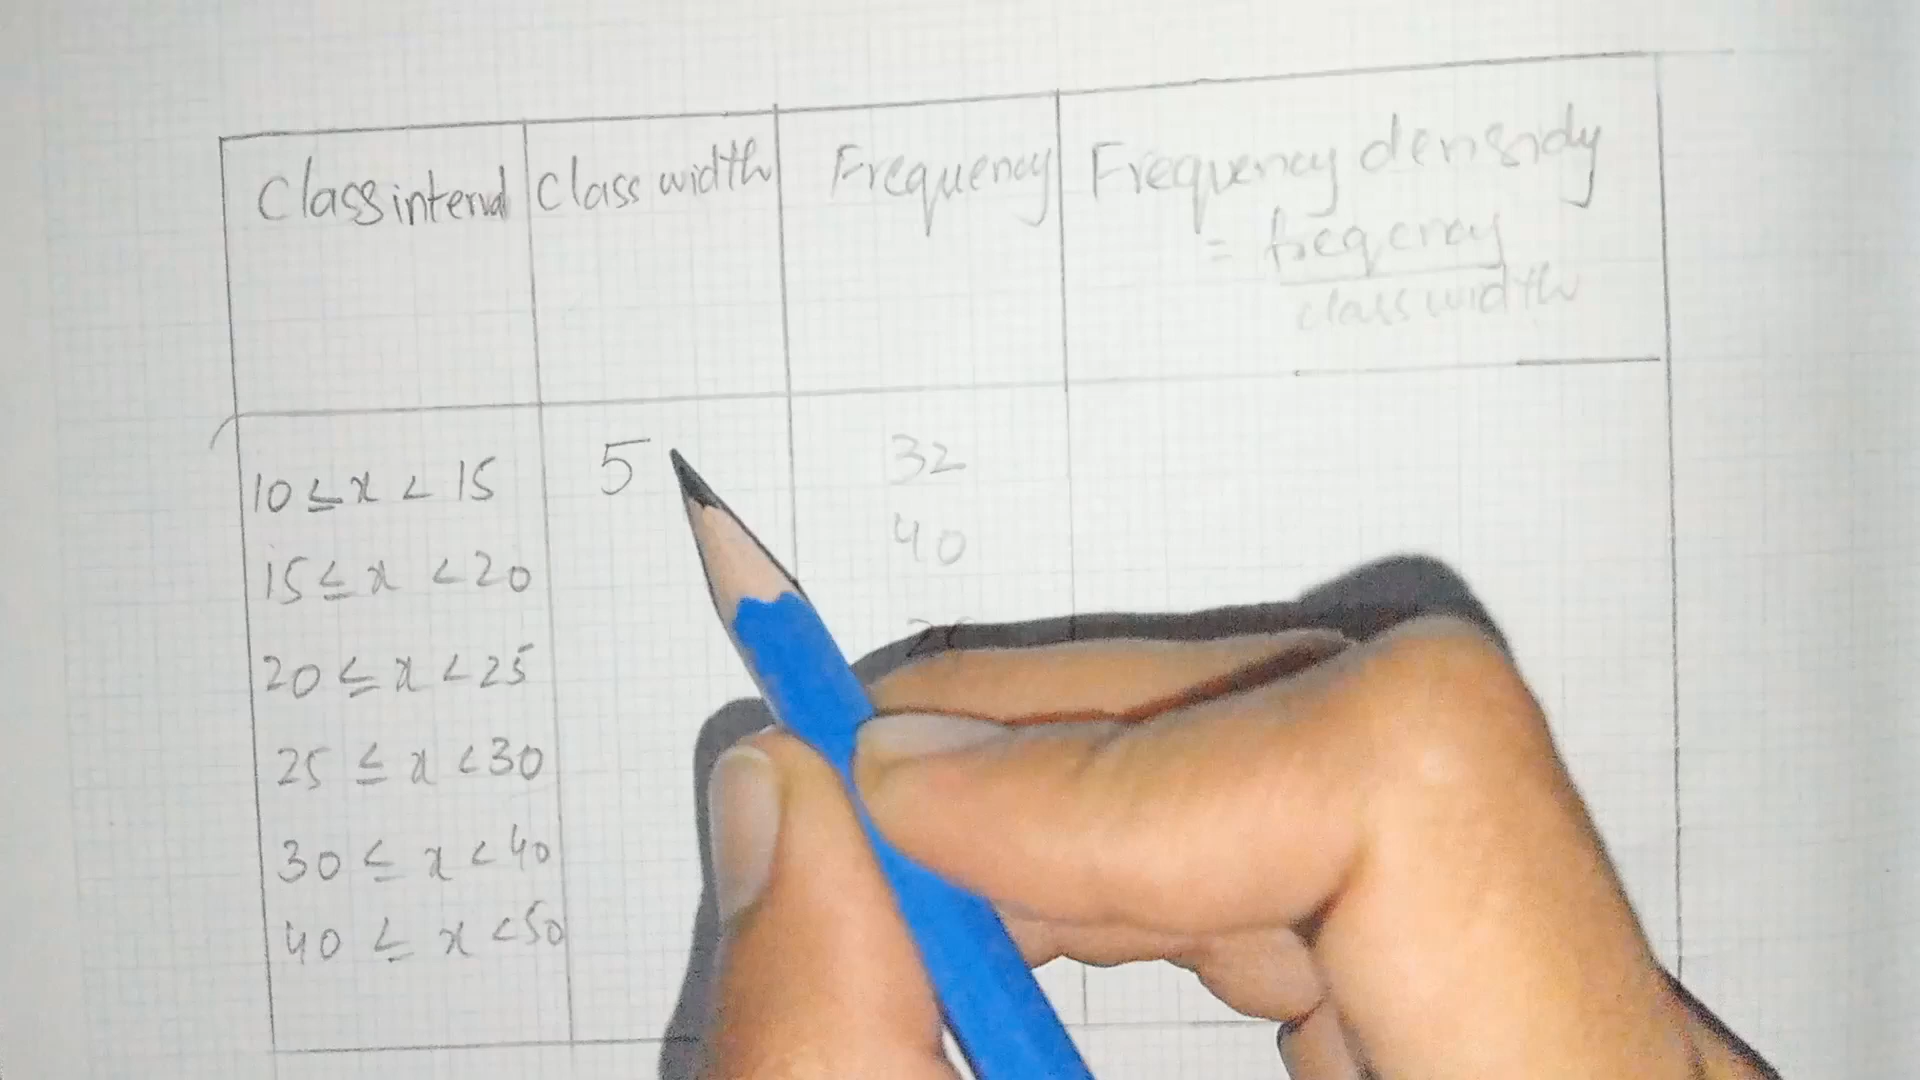 Class interval Class width Frequency Frequency density
= freqency
class width
10 ≤ x < 15 5 32
15 ≤ x < 20 40
20 ≤ x < 25
25 ≤ x < 30
30 ≤ x < 40
40 ≤ x < 50